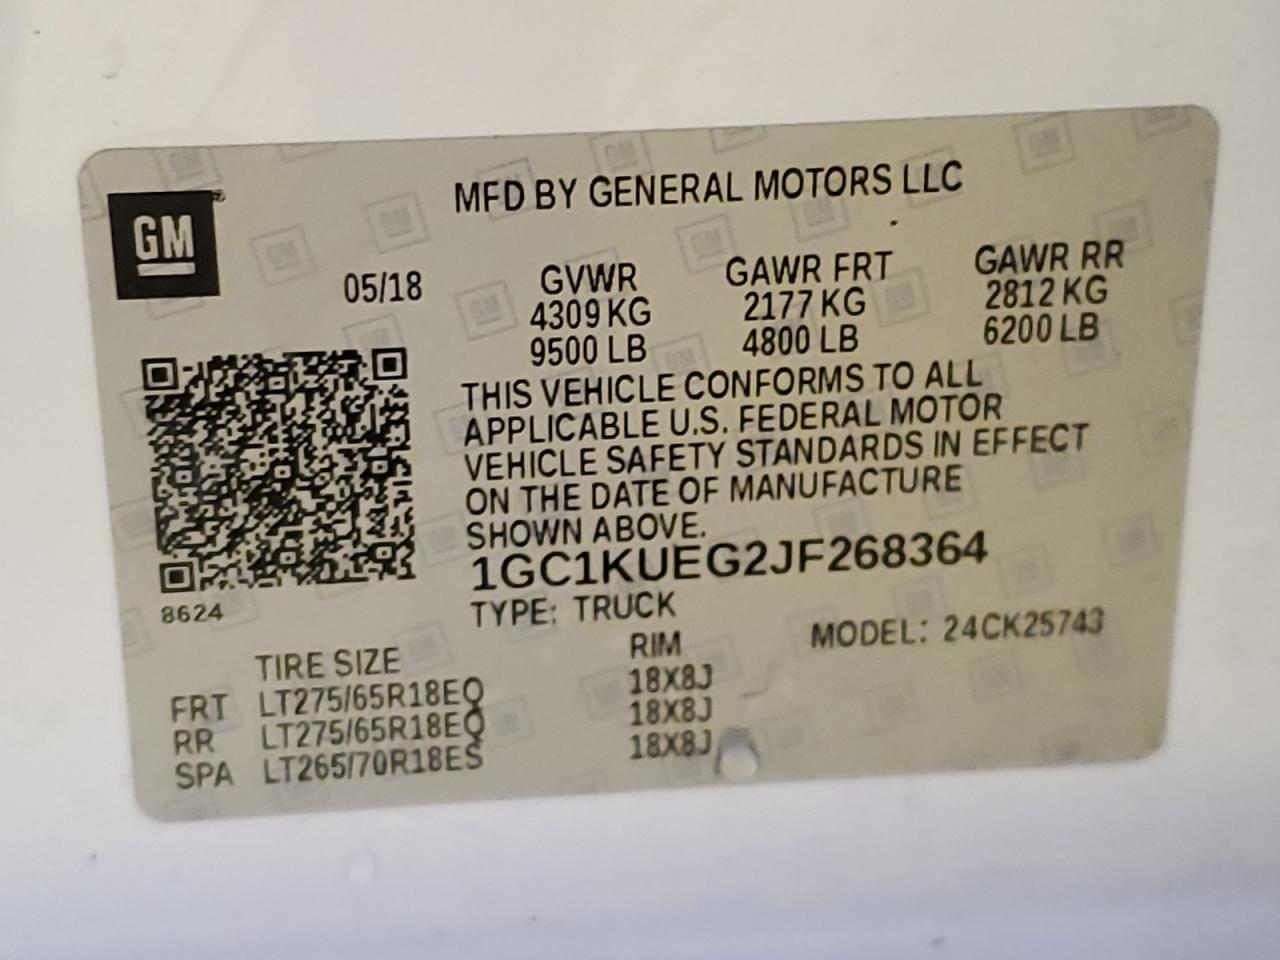 GM
MFD BY GENERAL MOTORS LLC
05/18
GVWR GAWR FRT GAWR RR
4309 KG 2177 KG 2812 KG
9500 LB 4800 LB 6200 LB
THIS VEHICLE CONFORMS TO ALL
APPLICABLE U.S. FEDERAL MOTOR
VEHICLE SAFETY STANDARDS IN EFFECT
ON THE DATE OF MANUFACTURE
SHOWN ABOVE.
1GC1KUEG2JF268364
8624
TYPE: TRUCK
MODEL: 24CK25743
TIRE SIZE RIM
FRT LT275/65R18EQ 18X8J
RR LT275/65R18EQ 18X8J
SPA LT265/70R18ES 18X8J